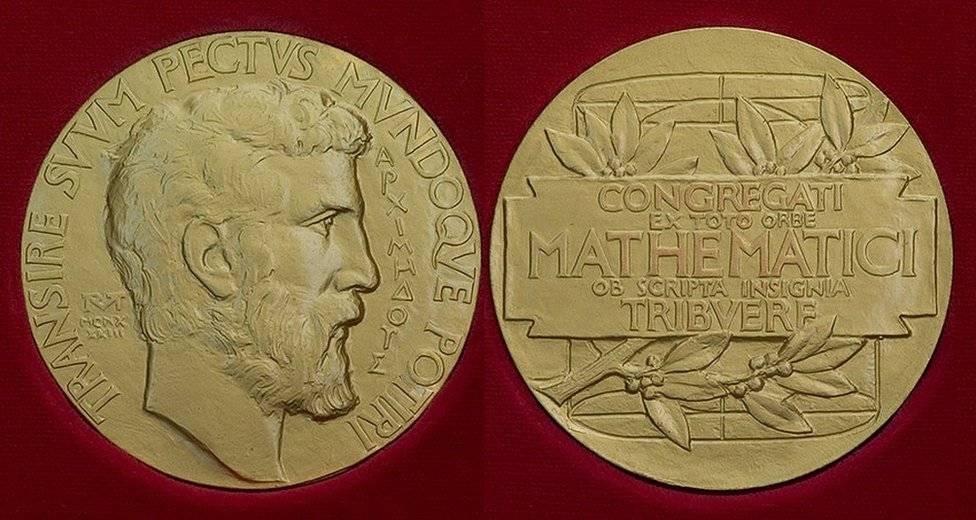 TRANSIRE SVVM PECTVS MVNDOQVE POTIRI
ΑΡΧΙΜΗΔΟΥΣ
RTM
MCNX
XXIII
CONGREGATI
EX TOTO ORBE
MATHEMATICI
OB SCRIPTA INSIGNIA
TRIBVERE